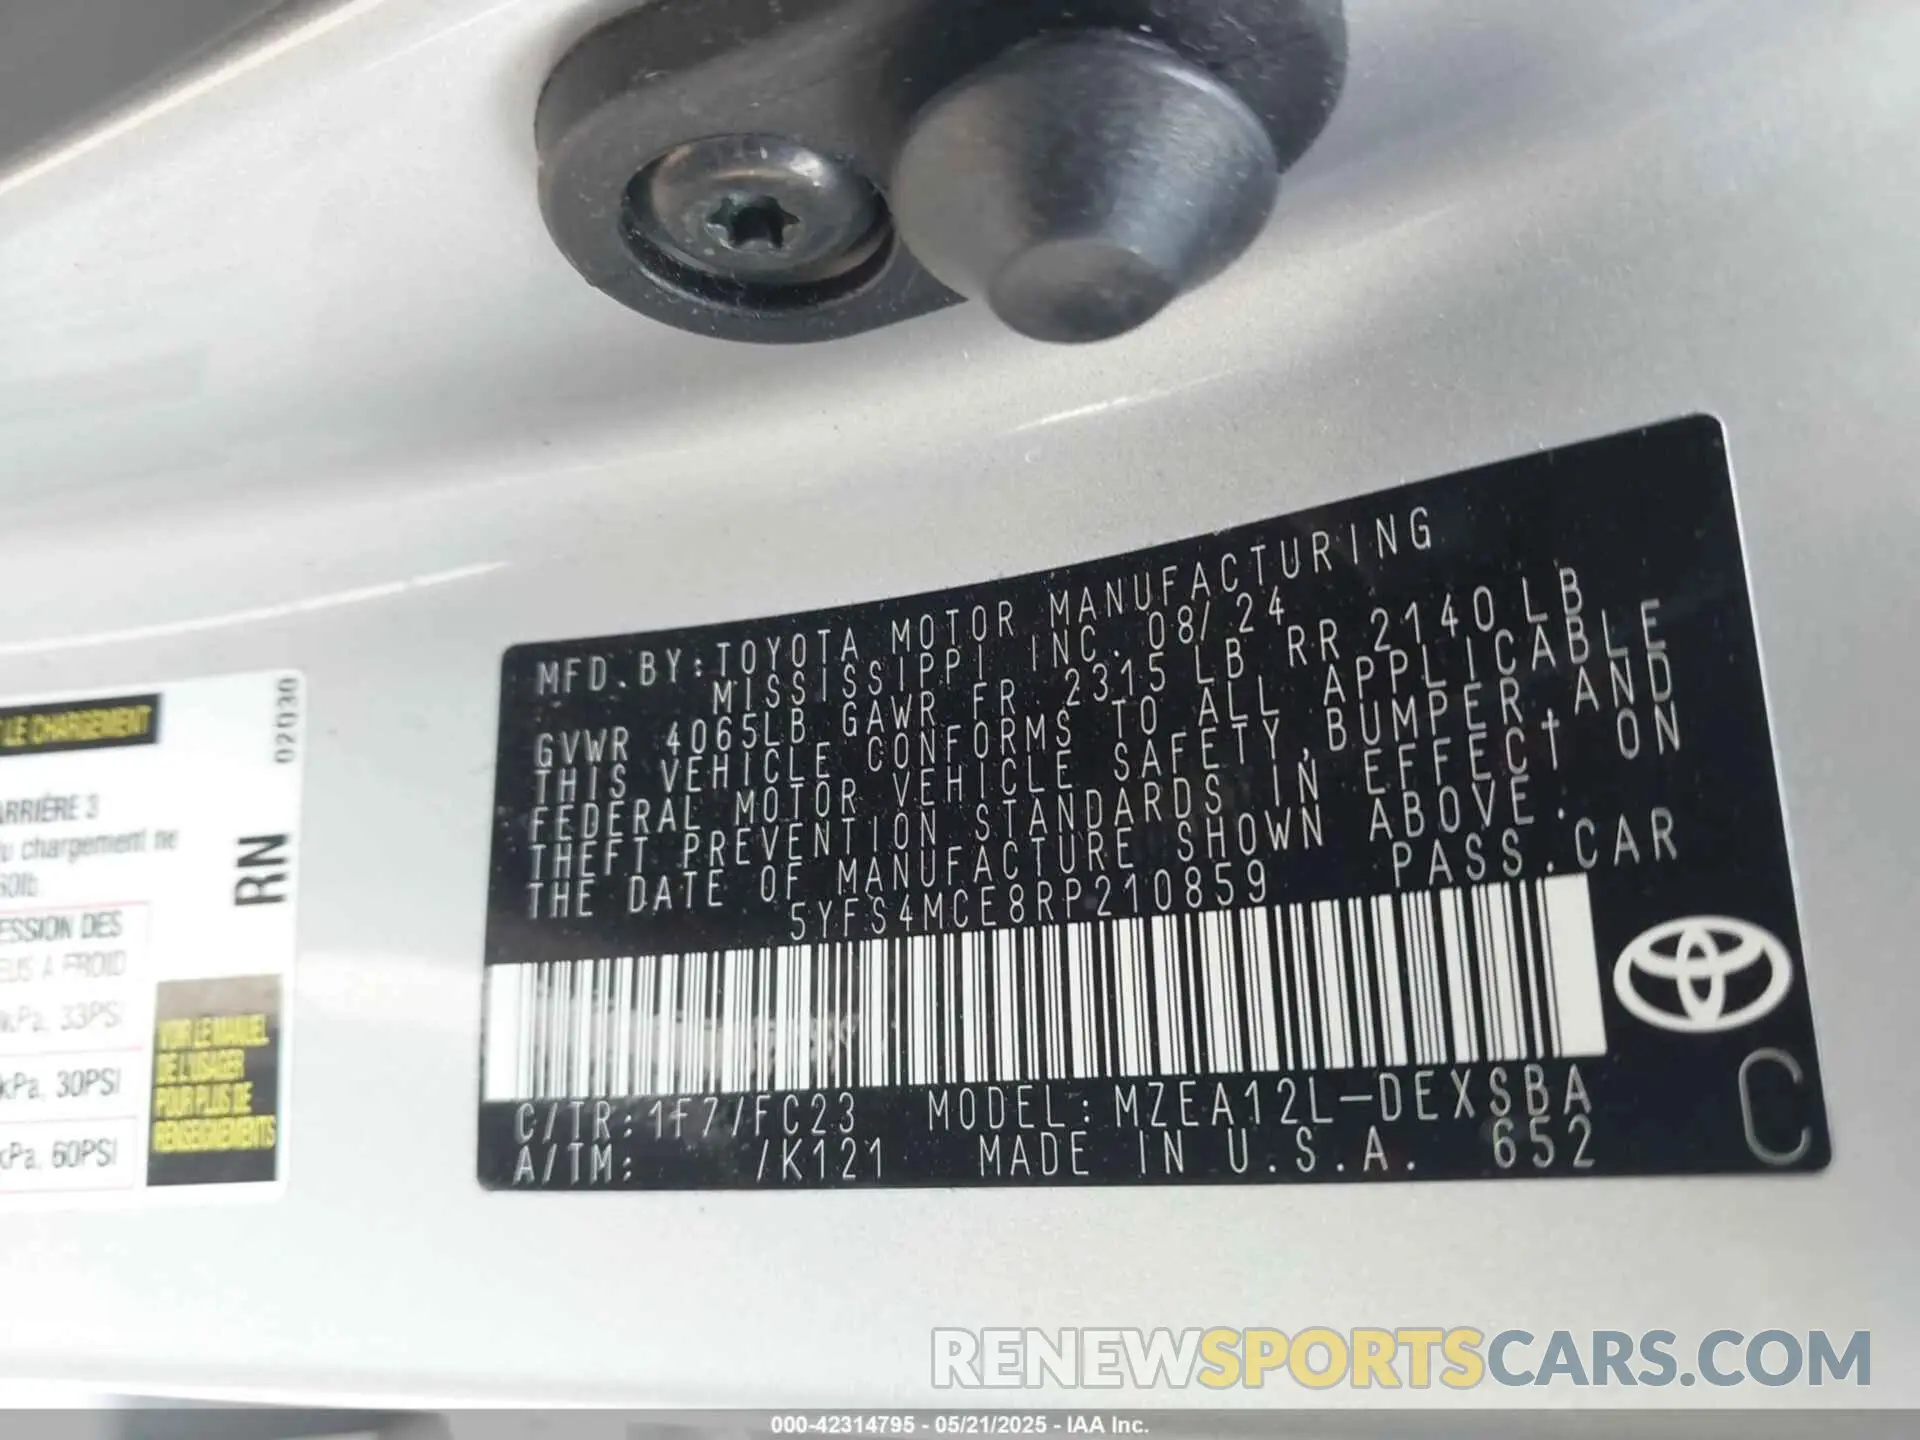 MFD. BY: TOYOTA MOTOR MANUFACTURING
MISSISSIPPI INC. 08/24
GVWR 4065LB GAWR FR 2315 LB RR 2140 LB
THIS VEHICLE CONFORMS TO ALL APPLICABLE
FEDERAL MOTOR VEHICLE SAFETY, BUMPER, AND
THEFT PREVENTION STANDARDS IN EFFECT ON
THE DATE OF MANUFACTURE SHOWN ABOVE.
5YFS4MCE8RP210859 PASS. CAR
C/TR: 1F7/FC23 MODEL: MZEA12L-DEXSBA
A/TM: /K121 MADE IN U.S.A. 652
C
LE CHARGEMENT
02030
ARRIÈRE 3
chargement ne
RN
ESSION DES
A FROID
kPa, 33PSI
kPa, 30PSI
kPa, 60PSI
VOIR LE MANUEL
DE L'USAGER
POUR PLUS DE
RENSEIGNEMENTS
RENEWSPORTSCARS.COM
000-42314795 - 05/21/2025 - IAA Inc.